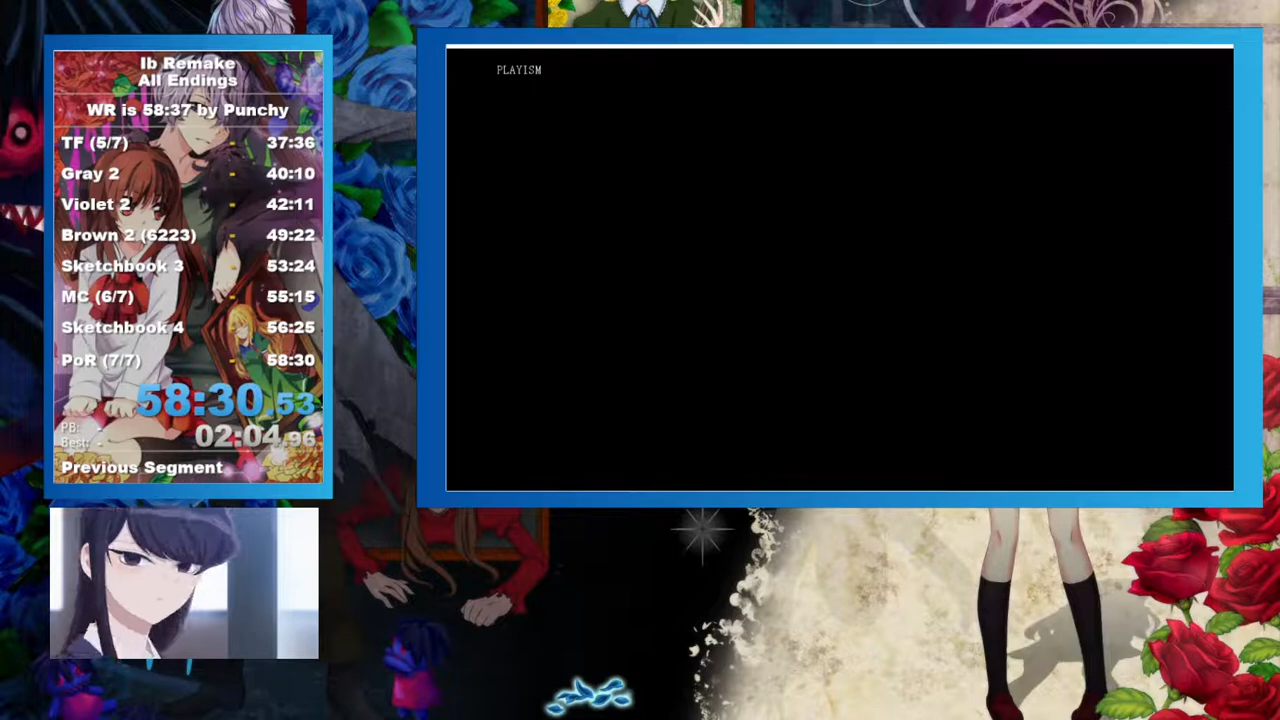 Ib Remake
All Endings
WR is 58:37 by Punchy
TF (5/7) - 37:36
Gray 2 - 40:10
Violet 2 - 42:11
Brown 2 (6223) - 49:22
Sketchbook 3 - 53:24
MC (6/7) - 55:15
Sketchbook 4 - 56:25
PoR (7/7) - 58:30
58:30.53
PB: -
Best: - 02:04.96
Previous Segment
PLAYISM